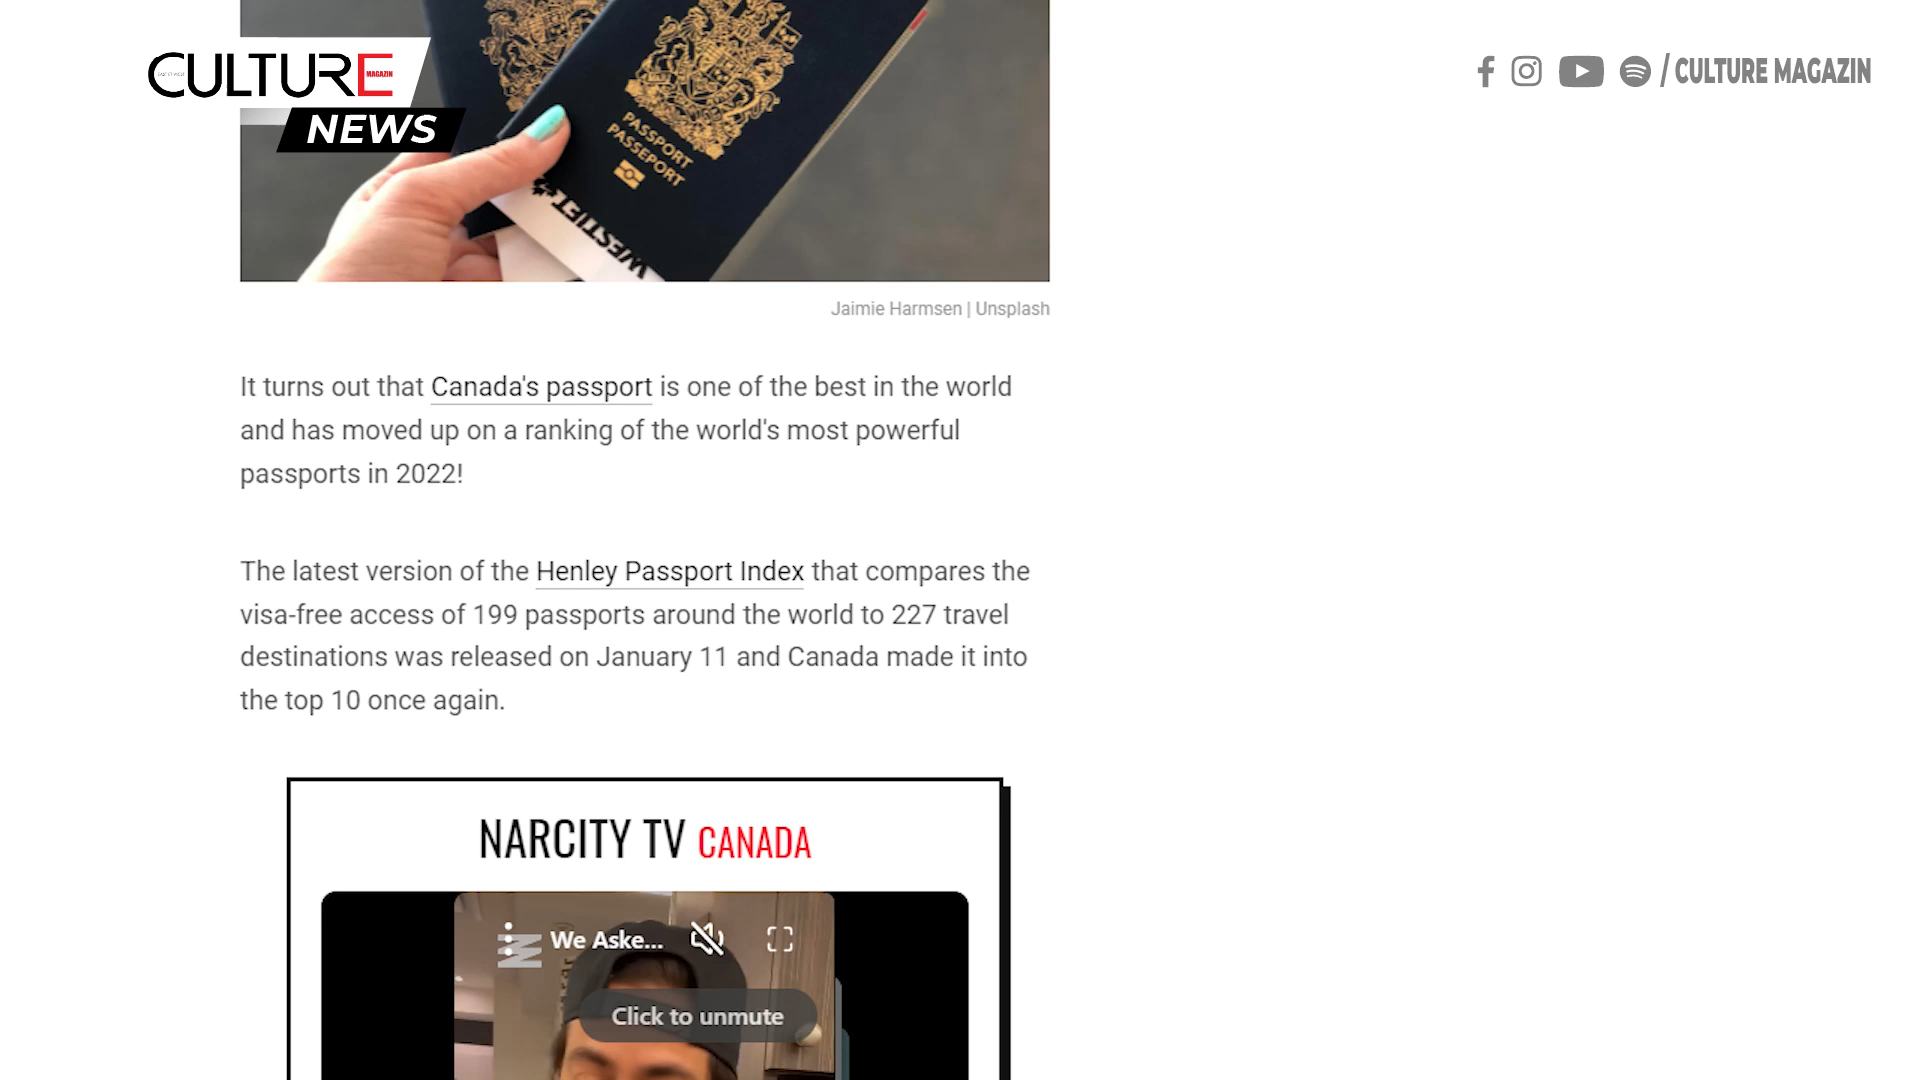 CULTURE
MAGAZIN
NEWS
/ CULTURE MAGAZIN
PASSPORT
PASSEPORT
WESTJET
Jaimie Harmsen | Unsplash
It turns out that Canada's passport is one of the best in the world
and has moved up on a ranking of the world's most powerful
passports in 2022!
The latest version of the Henley Passport Index that compares the
visa-free access of 199 passports around the world to 227 travel
destinations was released on January 11 and Canada made it into
the top 10 once again.
NARCITY TV CANADA
We Aske...
Click to unmute